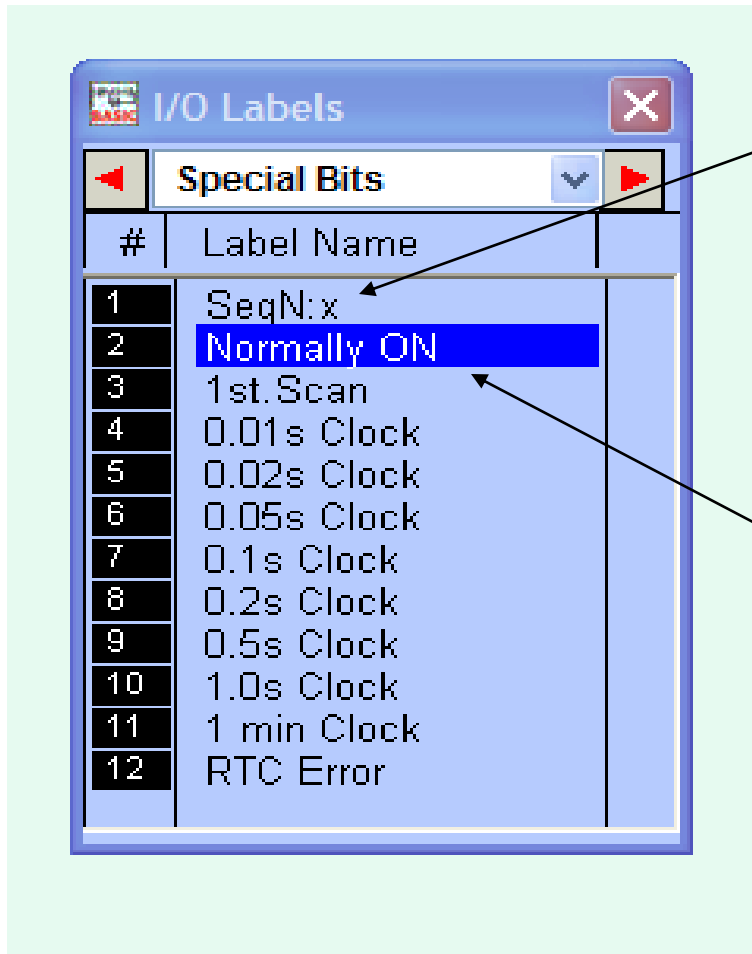 I/O Labels
Special Bits
# Label Name
1 SeqN:x
2 Normally ON
3 1st.Scan
4 0.01s Clock
5 0.02s Clock
6 0.05s Clock
7 0.1s Clock
8 0.2s Clock
9 0.5s Clock
10 1.0s Clock
11 1 min Clock
12 RTC Error